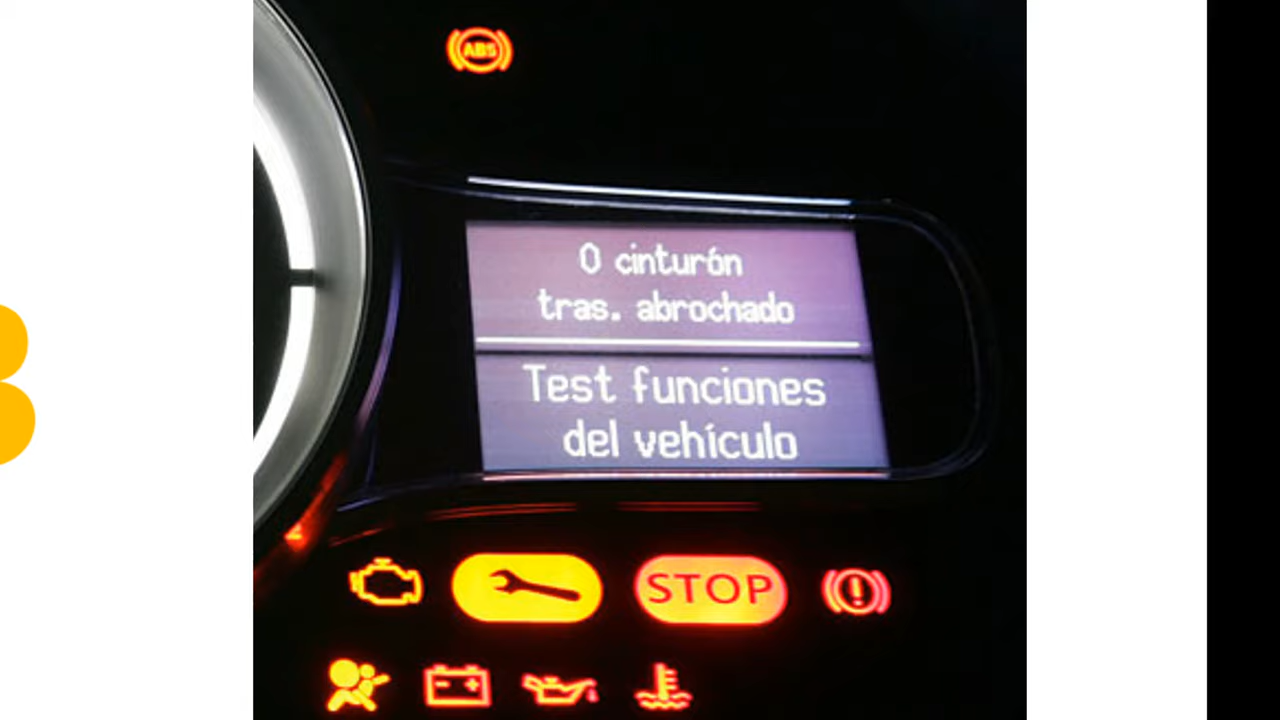 ABS
0 cinturón
tras. abrochado
Test funciones
del vehículo
STOP